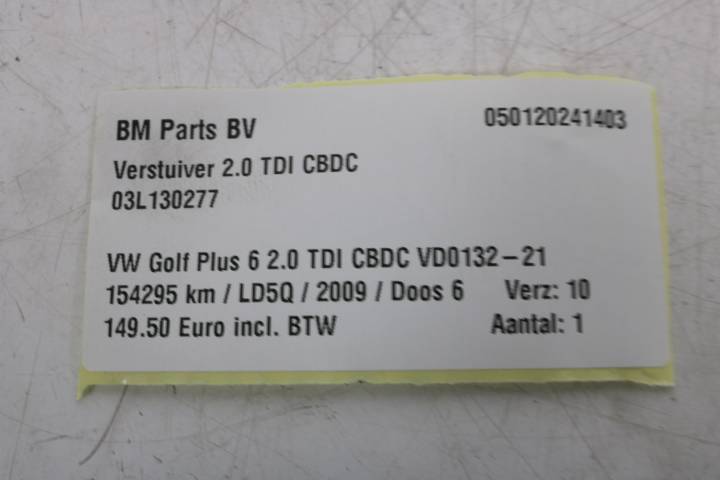 BM Parts BV 050120241403
Verstuiver 2.0 TDI CBDC
03L130277
VW Golf Plus 6 2.0 TDI CBDC VD0132-21
154295 km / LD5Q / 2009 / Doos 6 Verz: 10
149.50 Euro incl. BTW Aantal: 1